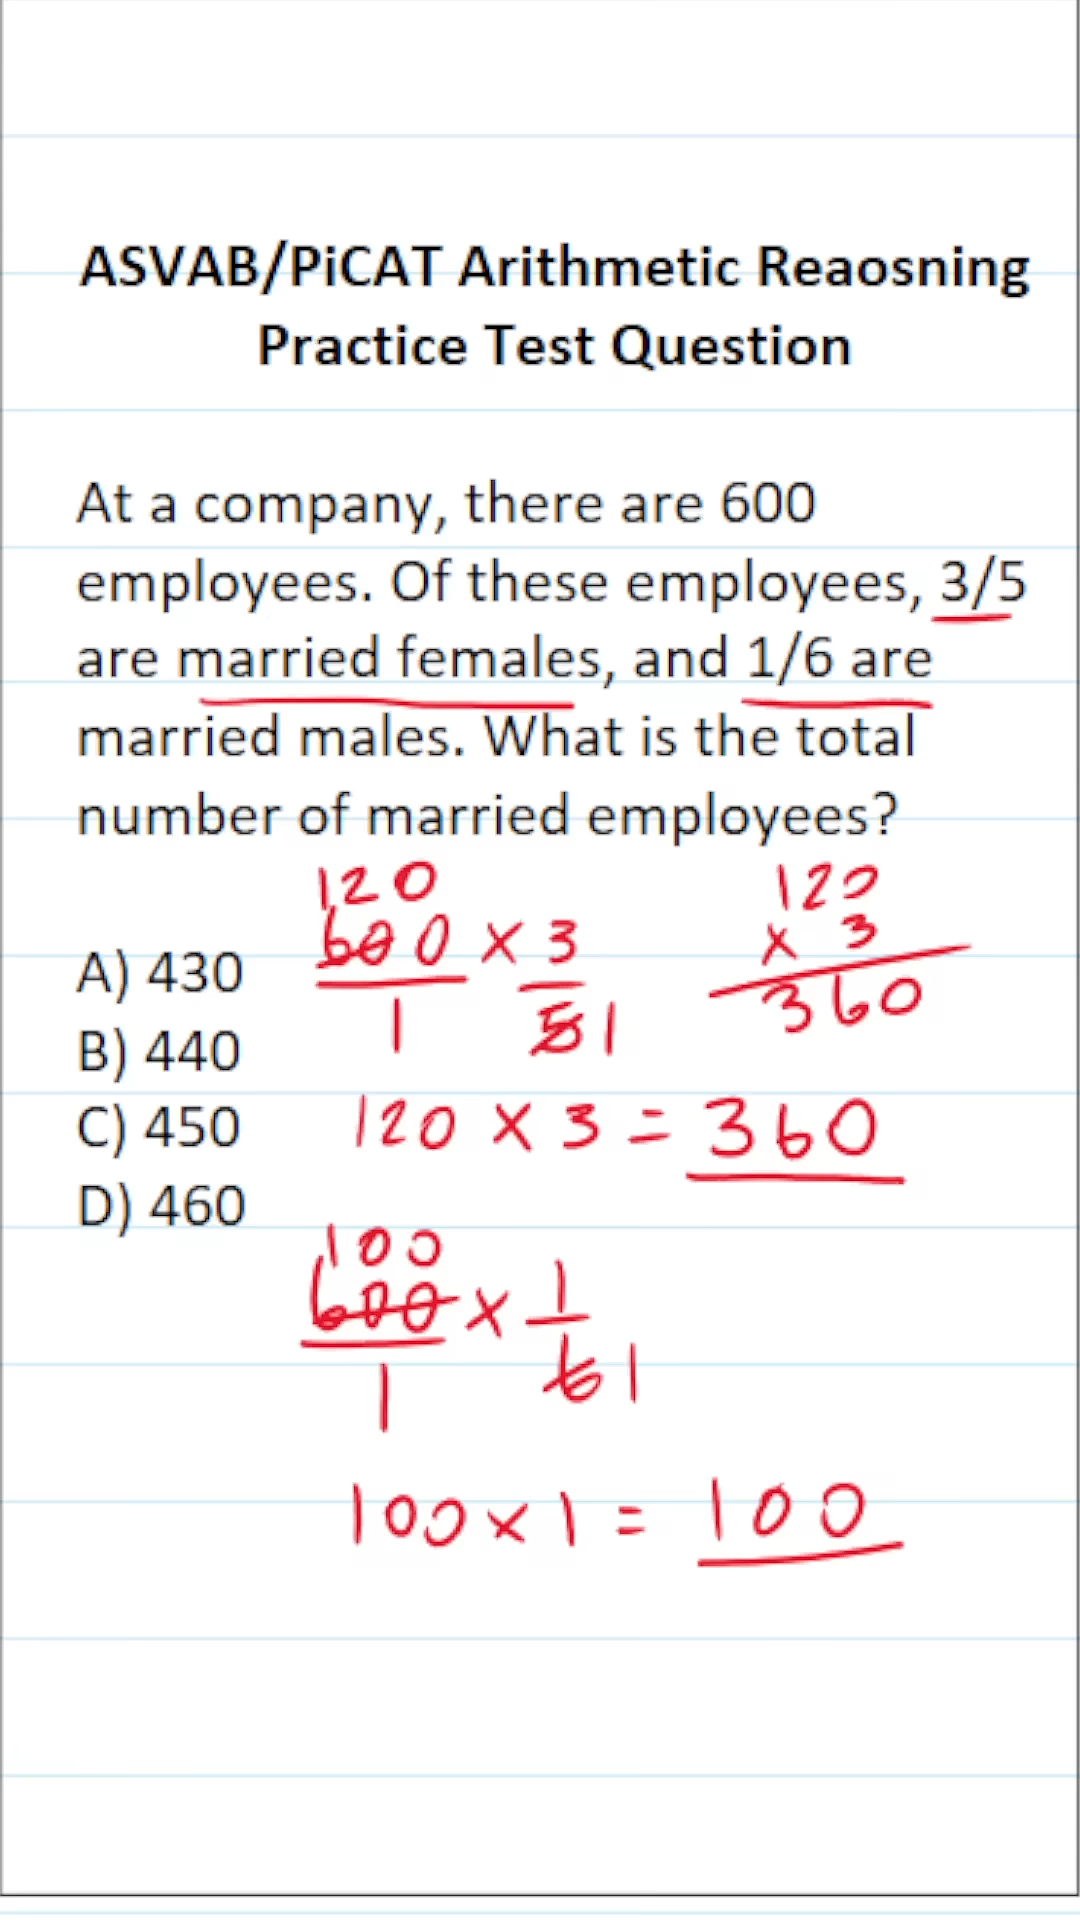 ASVAB/PiCAT Arithmetic Reaosning
Practice Test Question
At a company, there are 600
employees. Of these employees, 3/5
are married females, and 1/6 are
married males. What is the total
number of married employees?
A) 430
B) 440
C) 450
D) 460
120
600 × 3
1 5 1
120
× 3
360
120 × 3 = 360
100
600 × 1
1 6 1
100 × 1 = 100